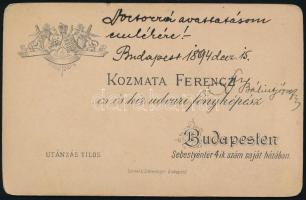 Doctorrá avattatásom
emlékére!—
Budapest 1894 dec. 15.
KOZMATA FERENCZ
cs. és kir. udvari fényképész
Budapesten
UTÁNZÁS TILOS
Sebestyéntér 4ik szám saját házában.